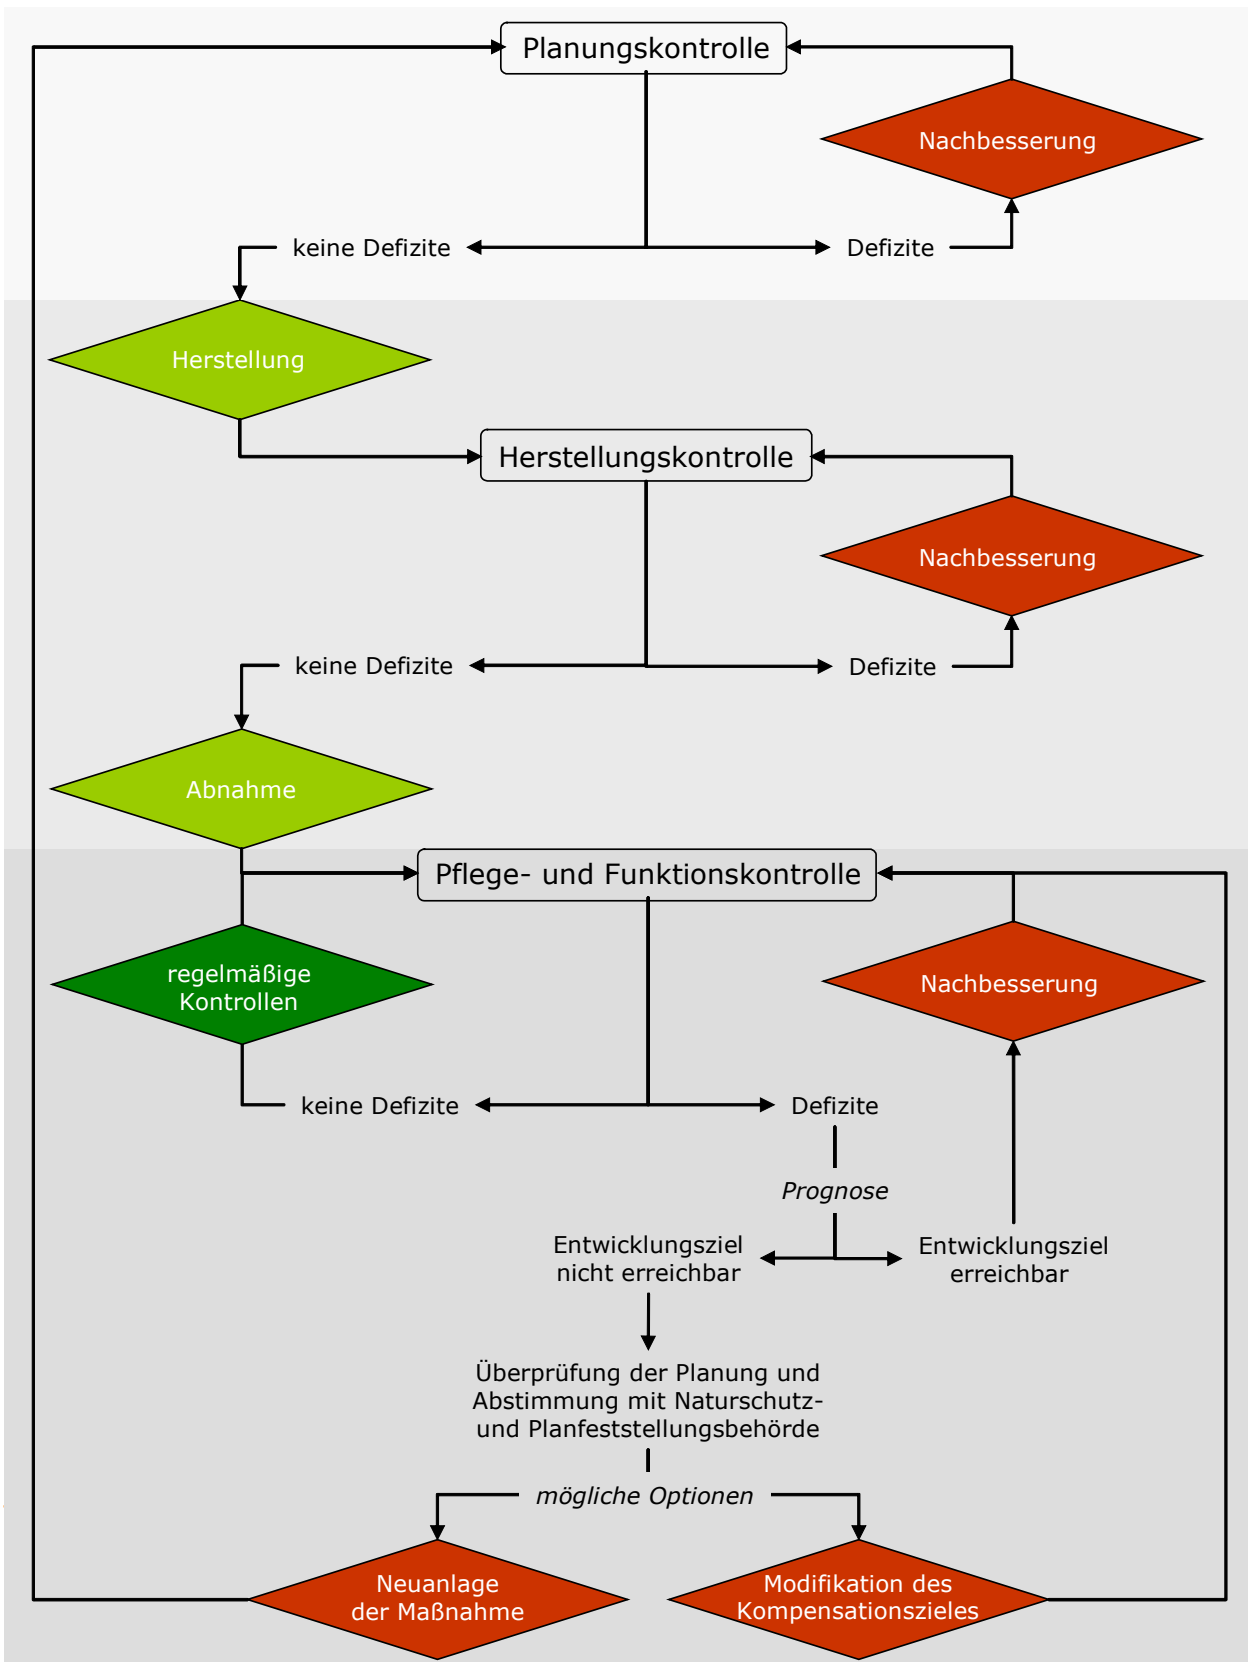 Planungskontrolle
Nachbesserung
keine Defizite
Defizite
Herstellung
Herstellungskontrolle
Nachbesserung
keine Defizite
Defizite
Abnahme
Pflege- und Funktionskontrolle
regelmäßige
Kontrollen
Nachbesserung
keine Defizite
Defizite
Prognose
Entwicklungsziel
nicht erreichbar
Entwicklungsziel
erreichbar
Überprüfung der Planung und
Abstimmung mit Naturschutz-
und Planfeststellungsbehörde
mögliche Optionen
Neuanlage
der Maßnahme
Modifikation des
Kompensationszieles